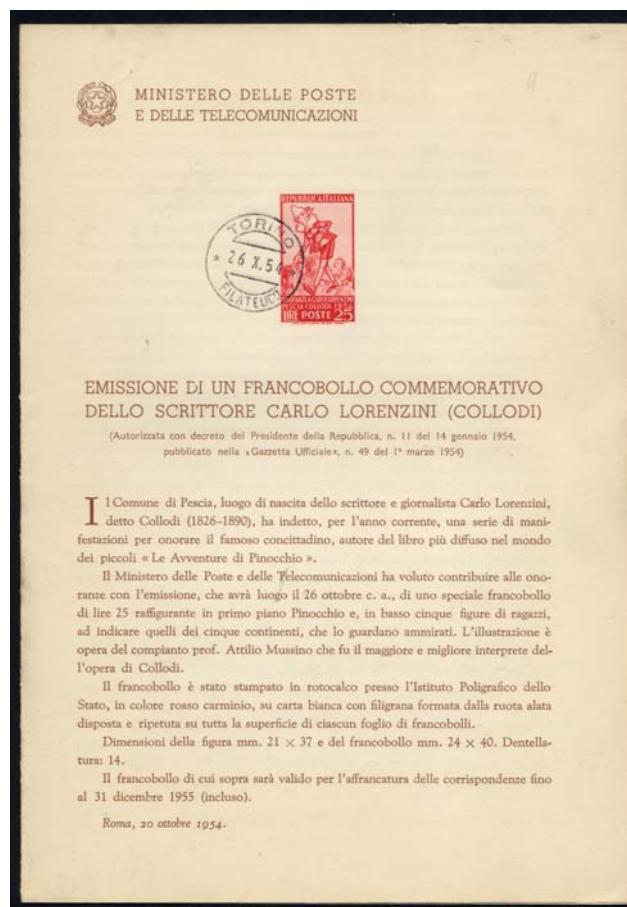 MINISTERO DELLE POSTE
E DELLE TELECOMUNICAZIONI
REPUBBLICA ITALIANA
TORINO
26 X.54
FILATELICO
CARLO LORENZINI
PESCIA COLLODI 1954
LIRE POSTE 25
EMISSIONE DI UN FRANCOBOLLO COMMEMORATIVO
DELLO SCRITTORE CARLO LORENZINI (COLLODI)
(Autorizzata con decreto del Presidente della Repubblica, n. 11 del 14 gennaio 1954,
pubblicato nella «Gazzetta Ufficiale», n. 49 del 1° marzo 1954)
Il Comune di Pescia, luogo di nascita dello scrittore e giornalista Carlo Lorenzini,
detto Collodi (1826-1890), ha indetto, per l'anno corrente, una serie di mani-
festazioni per onorare il famoso concittadino, autore del libro più diffuso nel mondo
dei piccoli « Le Avventure di Pinocchio ».
Il Ministero delle Poste e delle Telecomunicazioni ha voluto contribuire alle ono-
ranze con l'emissione, che avrà luogo il 26 ottobre c. a., di uno speciale francobollo
di lire 25 raffigurante in primo piano Pinocchio e, in basso cinque figure di ragazzi,
ad indicare quelli dei cinque continenti, che lo guardano ammirati. L'illustrazione è
opera del compianto prof. Attilio Mussino che fu il maggiore e migliore interprete del-
l'opera di Collodi.
Il francobollo è stato stampato in rotocalco presso l'Istituto Poligrafico dello
Stato, in colore rosso carminio, su carta bianca con filigrana formata dalla ruota alata
disposta e ripetuta su tutta la superficie di ciascun foglio di francobolli.
Dimensioni della figura mm. 21 × 37 e del francobollo mm. 24 × 40. Dentella-
tura: 14.
Il francobollo di cui sopra sarà valido per l'affrancatura delle corrispondenze fino
al 31 dicembre 1955 (incluso).
Roma, 20 ottobre 1954.